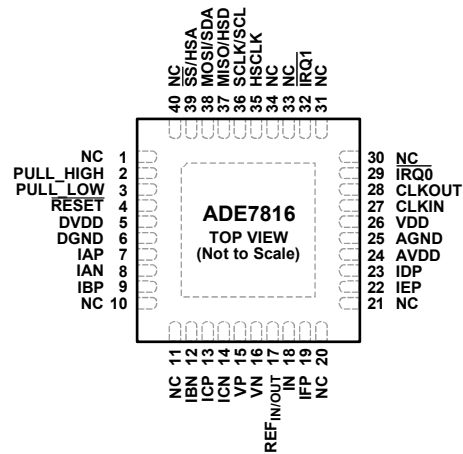 40 NC
39 SS/HSA
38 MOSI/SDA
37 MISO/HSD
36 SCLK/SCL
35 HSCLK
34 NC
33 NC
32 IRQ1
31 NC
NC 1
PULL_HIGH 2
PULL_LOW 3
RESET 4
DVDD 5
DGND 6
IAP 7
IAN 8
IBP 9
NC 10
ADE7816
TOP VIEW
(Not to Scale)
30 NC
29 IRQ0
28 CLKOUT
27 CLKIN
26 VDD
25 AGND
24 AVDD
23 IDP
22 IEP
21 NC
NC 11
IBN 12
ICP 13
ICN 14
VP 15
VN 16
REFIN/OUT 17
IN 18
IFP 19
NC 20